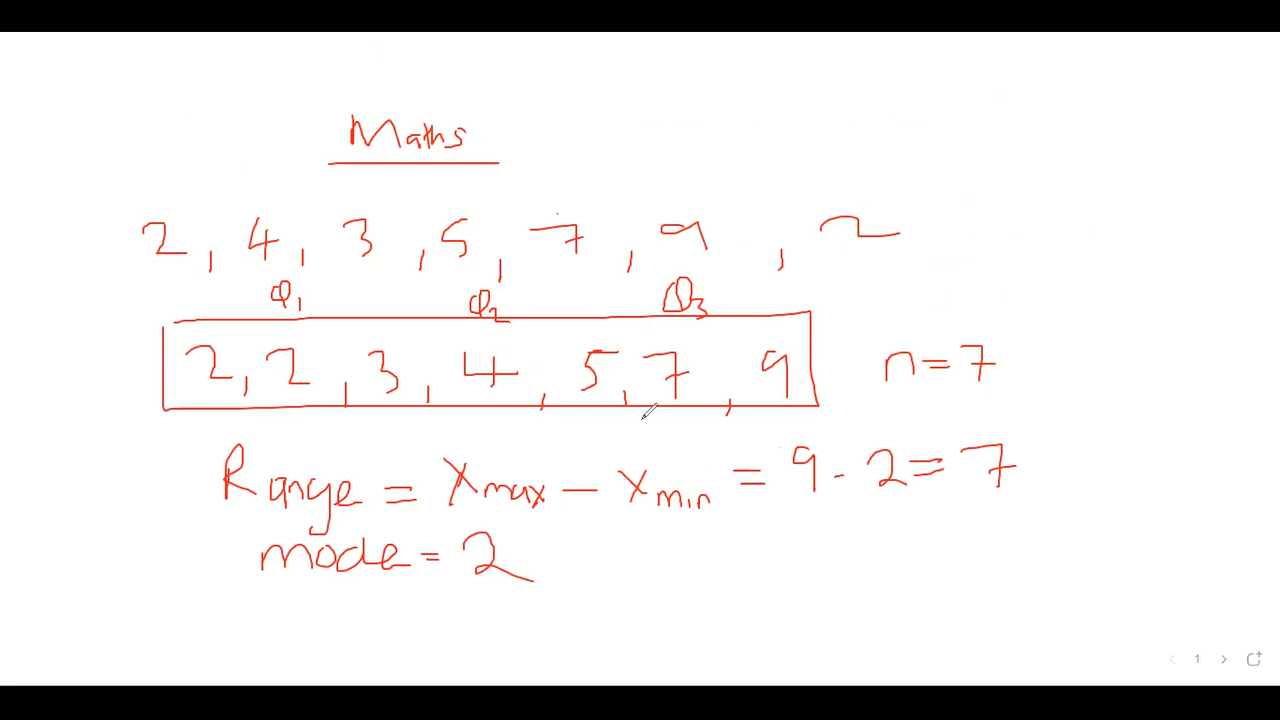 Maths
2, 4, 3, 5, 7, 9, 2
Q1 Q2 Q3
2, 2, 3, 4, 5, 7, 9 n=7
Range = Xmax - Xmin = 9 - 2 = 7
mode = 2
1